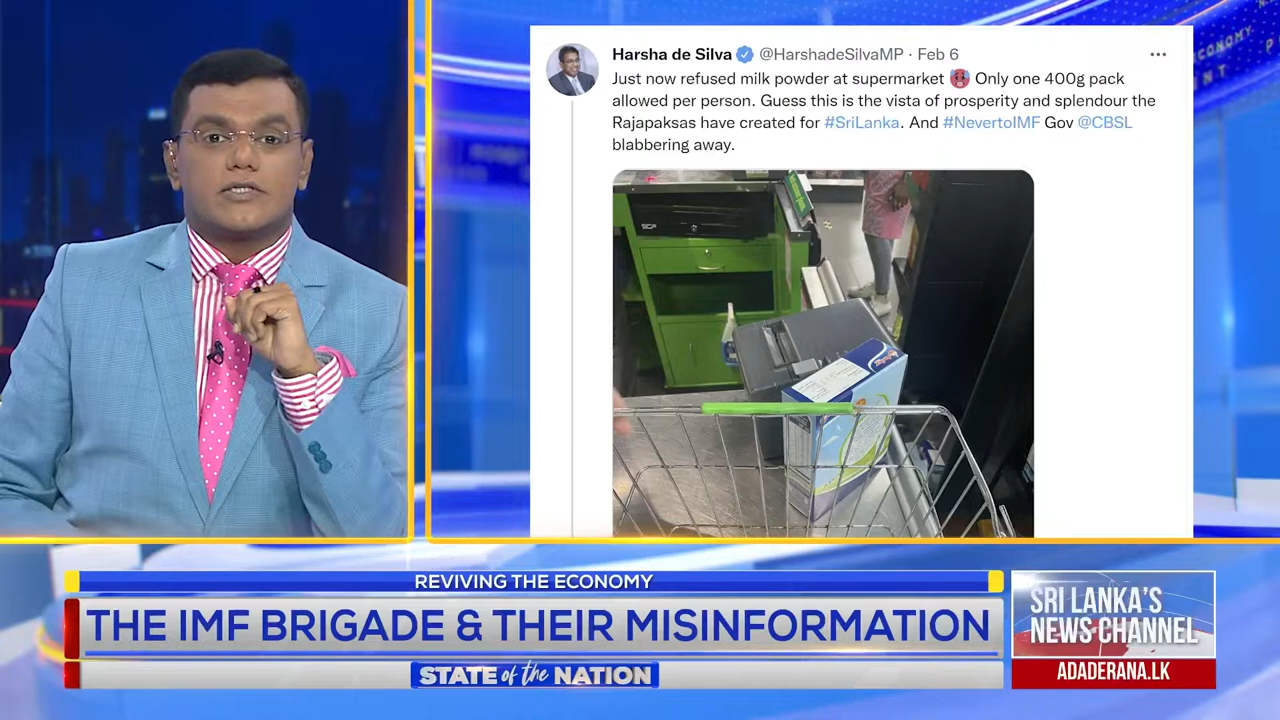 Harsha de Silva @HarshadeSilvaMP · Feb 6
Just now refused milk powder at supermarket 🥵 Only one 400g pack
allowed per person. Guess this is the vista of prosperity and splendour the
Rajapaksas have created for #SriLanka. And #NevertoIMF Gov @CBSL
blabbering away.
ECONOMY
REVIVING THE ECONOMY
THE IMF BRIGADE & THEIR MISINFORMATION
STATE of the NATION
SRI LANKA'S
NEWS CHANNEL
ADADERANA.LK